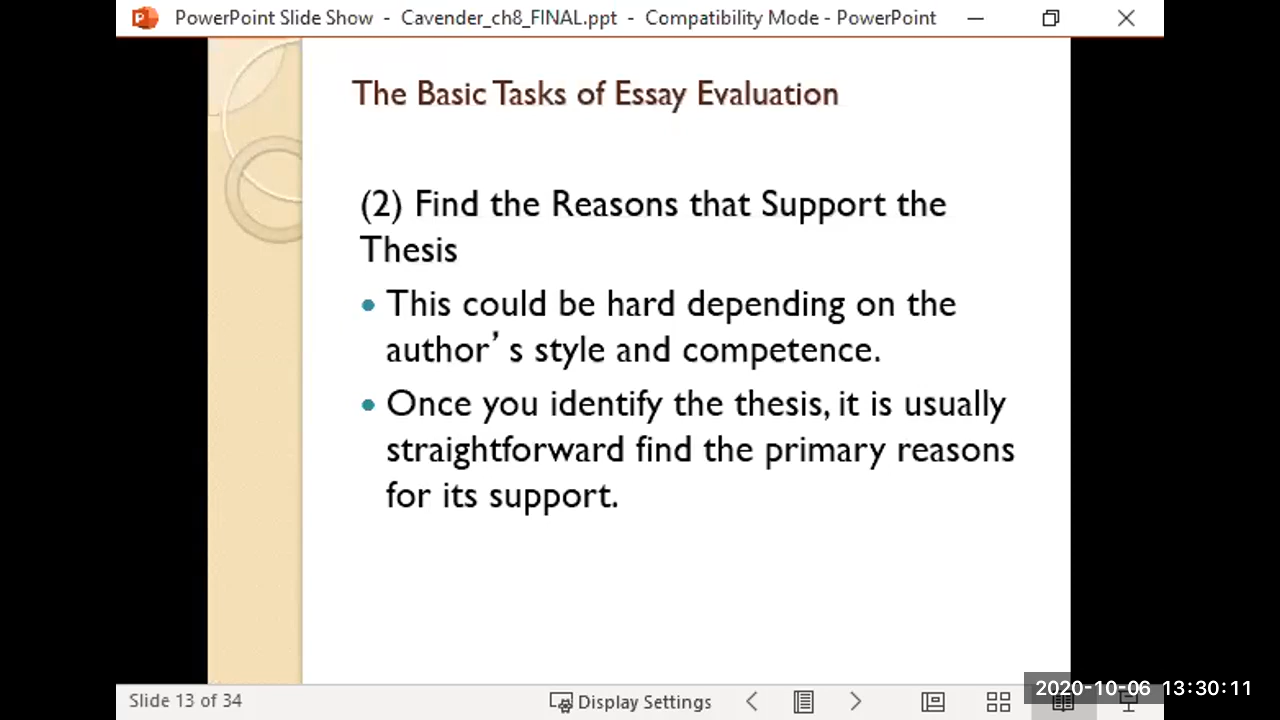 PowerPoint Slide Show - Cavender_ch8_FINAL.ppt - Compatibility Mode - PowerPoint
The Basic Tasks of Essay Evaluation
(2) Find the Reasons that Support the
Thesis
• This could be hard depending on the
author’ s style and competence.
• Once you identify the thesis, it is usually
straightforward find the primary reasons
for its support.
Slide 13 of 34
Display Settings
2020-10-06 13:30:11